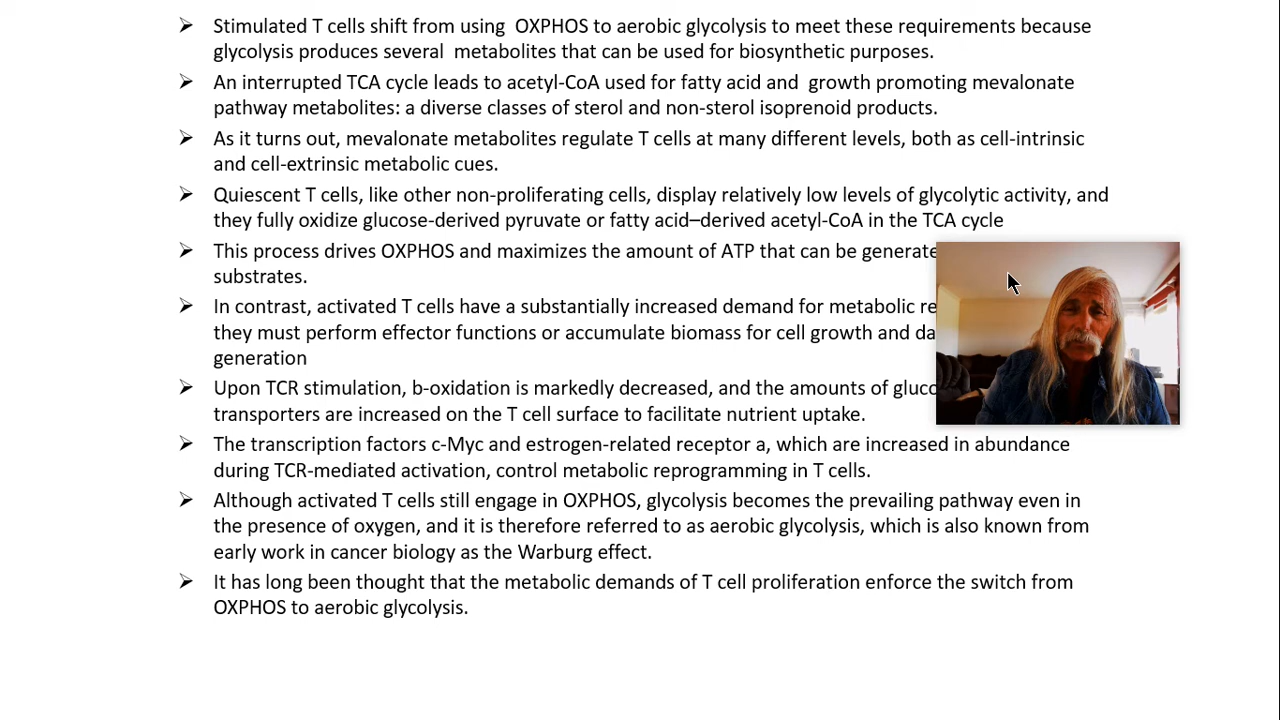 Stimulated T cells shift from using  OXPHOS to aerobic glycolysis to meet these requirements because
glycolysis produces several  metabolites that can be used for biosynthetic purposes.
An interrupted TCA cycle leads to acetyl-CoA used for fatty acid and  growth promoting mevalonate
pathway metabolites: a diverse classes of sterol and non-sterol isoprenoid products.
As it turns out, mevalonate metabolites regulate T cells at many different levels, both as cell-intrinsic
and cell-extrinsic metabolic cues.
Quiescent T cells, like other non-proliferating cells, display relatively low levels of glycolytic activity, and
they fully oxidize glucose-derived pyruvate or fatty acid–derived acetyl-CoA in the TCA cycle
This process drives OXPHOS and maximizes the amount of ATP that can be
substrates.
In contrast, activated T cells have a substantially increased demand for metabolic
they must perform effector functions or accumulate biomass for cell growth and
generation
Upon TCR stimulation, b-oxidation is markedly decreased, and the amounts of
transporters are increased on the T cell surface to facilitate nutrient uptake.
The transcription factors c-Myc and estrogen-related receptor a, which are increased in abundance
during TCR-mediated activation, control metabolic reprogramming in T cells.
Although activated T cells still engage in OXPHOS, glycolysis becomes the prevailing pathway even in
the presence of oxygen, and it is therefore referred to as aerobic glycolysis, which is also known from
early work in cancer biology as the Warburg effect.
It has long been thought that the metabolic demands of T cell proliferation enforce the switch from
OXPHOS to aerobic glycolysis.